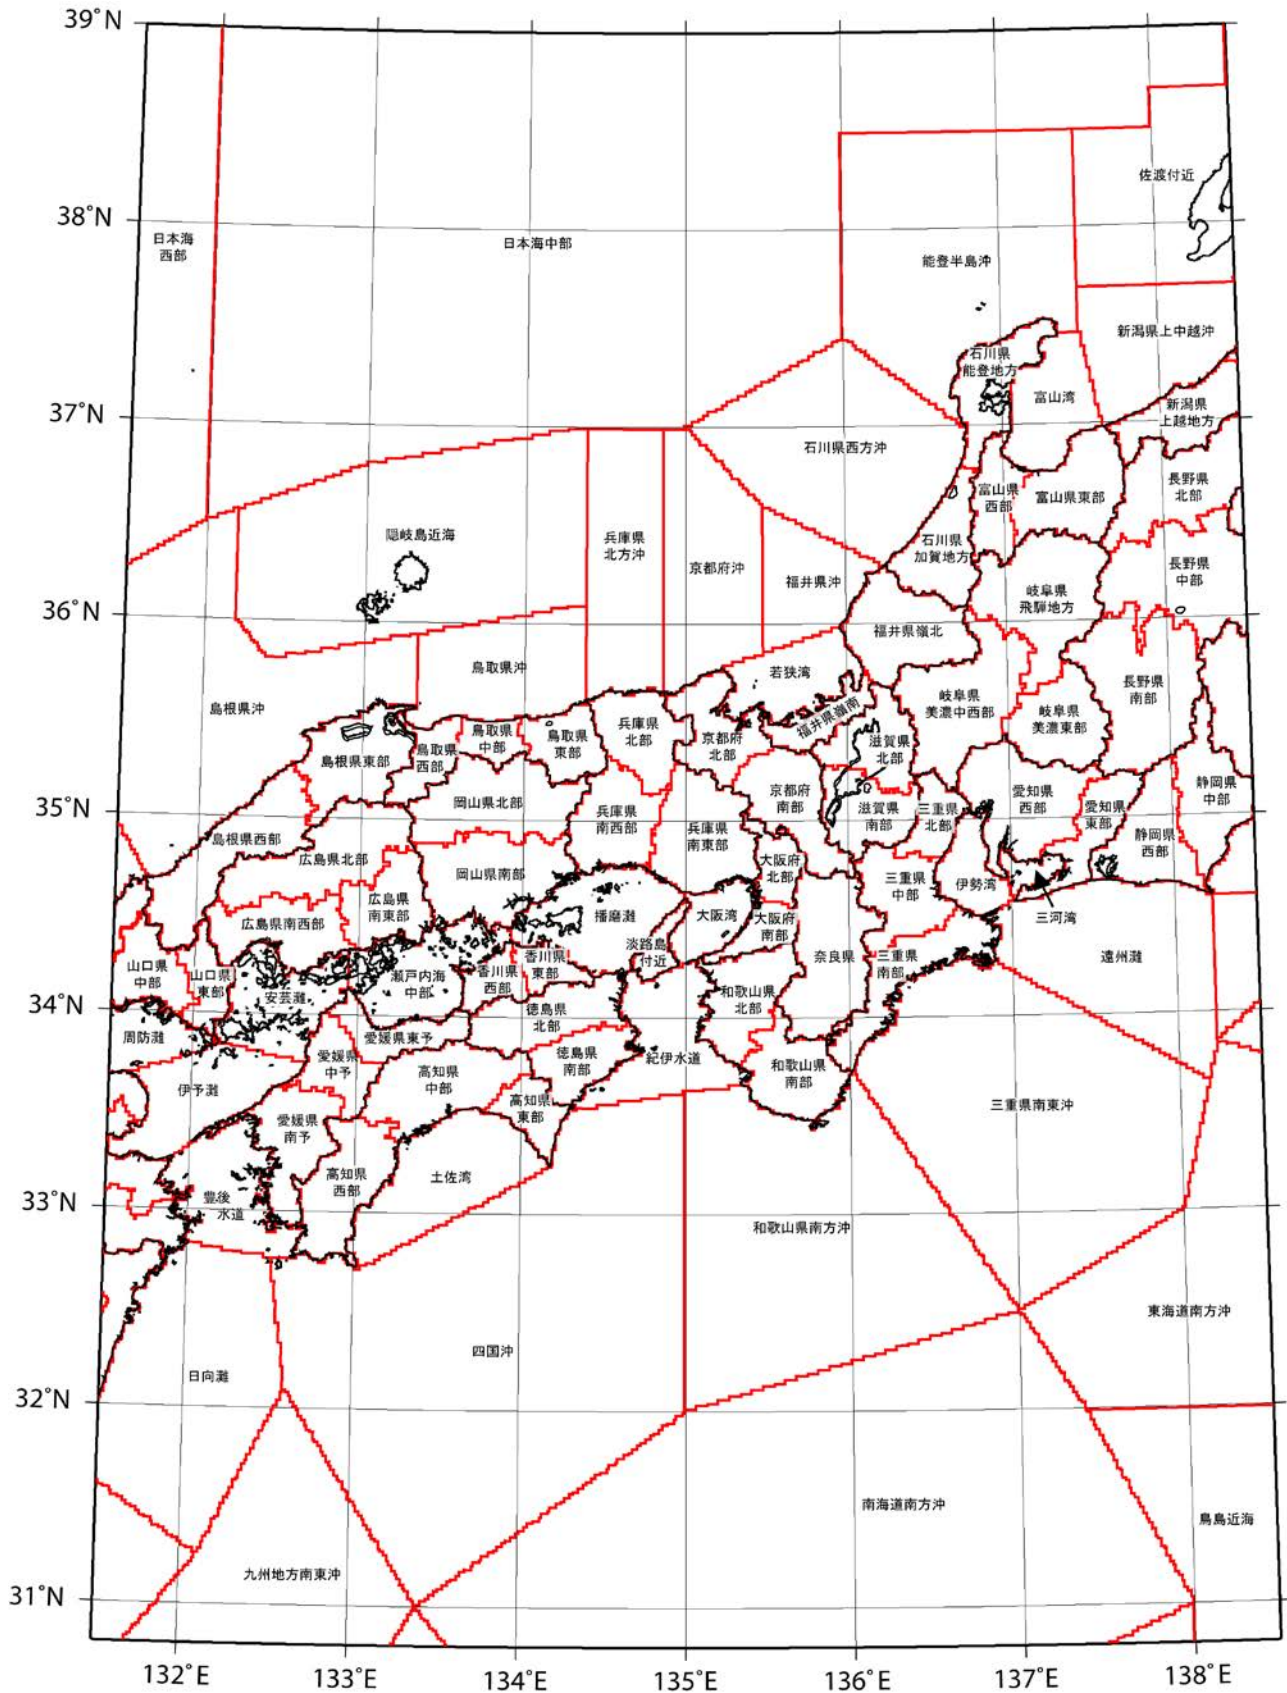 39°N
佐渡付近
38°N
日本海
西部
日本海中部
能登半島沖
新潟県上中越沖
石川県
能登地方
富山湾
新潟県
上越地方
37°N
石川県西方沖
長野県
北部
富山県
西部
富山県東部
隠岐島近海
兵庫県
北方沖
石川県
加賀地方
京都府沖
福井県沖
長野県
中部
岐阜県
飛騨地方
36°N
福井県嶺北
鳥取県沖
若狭湾
長野県
南部
島根県沖
岐阜県
美濃中西部
岐阜県
美濃東部
福井県嶺南
兵庫県
北部
鳥取県
中部
鳥取県
東部
京都府
北部
滋賀県
北部
島根県東部
鳥取県
西部
静岡県
中部
岡山県北部
京都府
南部
愛知県
西部
35°N
兵庫県
南西部
滋賀県
南部
三重県
北部
愛知県
東部
島根県西部
兵庫県
南東部
静岡県
西部
広島県北部
大阪府
北部
岡山県南部
三重県
中部
伊勢湾
広島県
南東部
播磨灘
大阪湾
大阪府
南部
三河湾
広島県南西部
淡路島
付近
奈良県
三重県
南部
遠州灘
山口県
中部
山口県
東部
瀬戸内海
中部
香川県
西部
香川県
東部
安芸灘
和歌山県
北部
34°N
徳島県
北部
周防灘
愛媛県東予
愛媛県
中予
徳島県
南部
紀伊水道
高知県
中部
和歌山県
南部
伊予灘
高知県
東部
三重県南東沖
愛媛県
南予
高知県
西部
土佐湾
33°N
豊後
水道
和歌山県南方沖
東海道南方沖
四国沖
日向灘
32°N
南海道南方沖
鳥島近海
九州地方南東沖
31°N
132°E
133°E
134°E
135°E
136°E
137°E
138°E